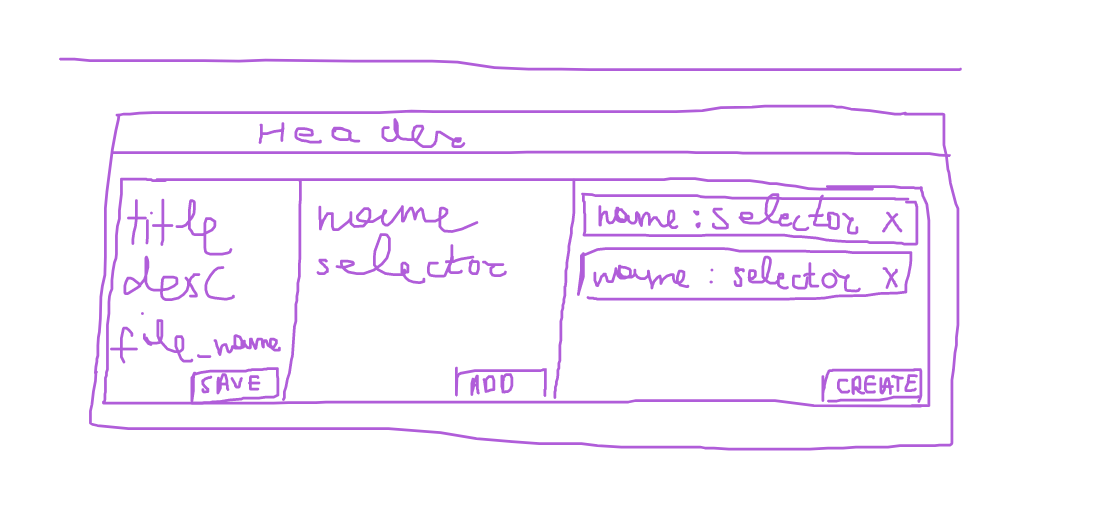 Header
title
desc
file_name
SAVE
name
selector
ADD
name : selector X
name : selector X
CREATE